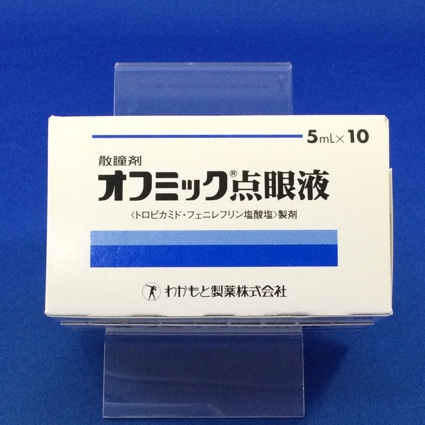 5mL×10
散瞳剤
オフミック®点眼液
〈トロピカミド・フェニレフリン塩酸塩〉製剤
わかもと製薬株式会社